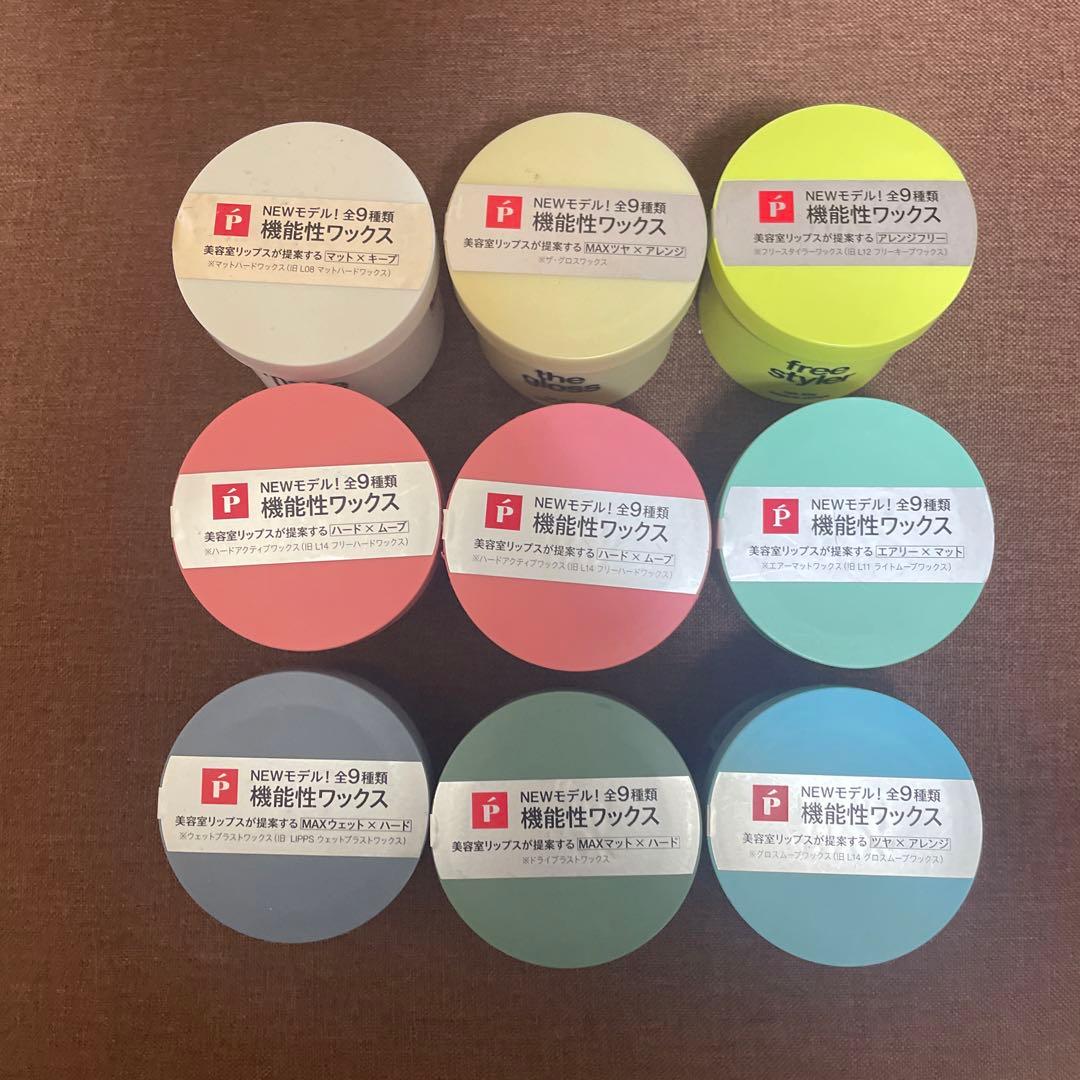 Ṕ
NEWモデル!全9種類
機能性ワックス
美容室リップスが提案する マット×キープ
※マットハードワックス(旧 L08 マットハードワックス)
Ṕ
NEWモデル!全9種類
機能性ワックス
美容室リップスが提案する MAXツヤ×アレンジ
※ザ・グロスワックス
the
gloss
Ṕ
NEWモデル!全9種類
機能性ワックス
美容室リップスが提案する アレンジフリー
※フリースタイラーワックス(旧 L12 フリーキープワックス)
free
styler
Ṕ
NEWモデル!全9種類
機能性ワックス
美容室リップスが提案する ハード×ムーブ
※ハードアクティブワックス(旧 L14 フリーハードワックス)
Ṕ
NEWモデル!全9種類
機能性ワックス
美容室リップスが提案する ハード×ムーブ
※ハードアクティブワックス(旧 L14 フリーハードワックス)
Ṕ
NEWモデル!全9種類
機能性ワックス
美容室リップスが提案する エアリー×マット
※エアーマットワックス(旧 L11 ライトムーブワックス)
Ṕ
NEWモデル!全9種類
機能性ワックス
美容室リップスが提案する MAXウェット×ハード
※ウェットブラストワックス(旧 LIPPS ウェットブラストワックス)
Ṕ
NEWモデル!全9種類
機能性ワックス
美容室リップスが提案する MAXマット×ハード
※ドライブラストワックス
Ṕ
NEWモデル!全9種類
機能性ワックス
美容室リップスが提案する ツヤ×アレンジ
※グロスムーブワックス(旧 L14 グロスムーブワックス)